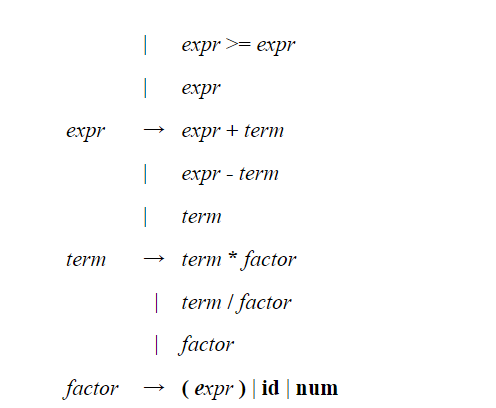 | expr >= expr
| expr
expr → expr + term
| expr - term
| term
term → term * factor
| term / factor
| factor
factor → ( expr ) | id | num